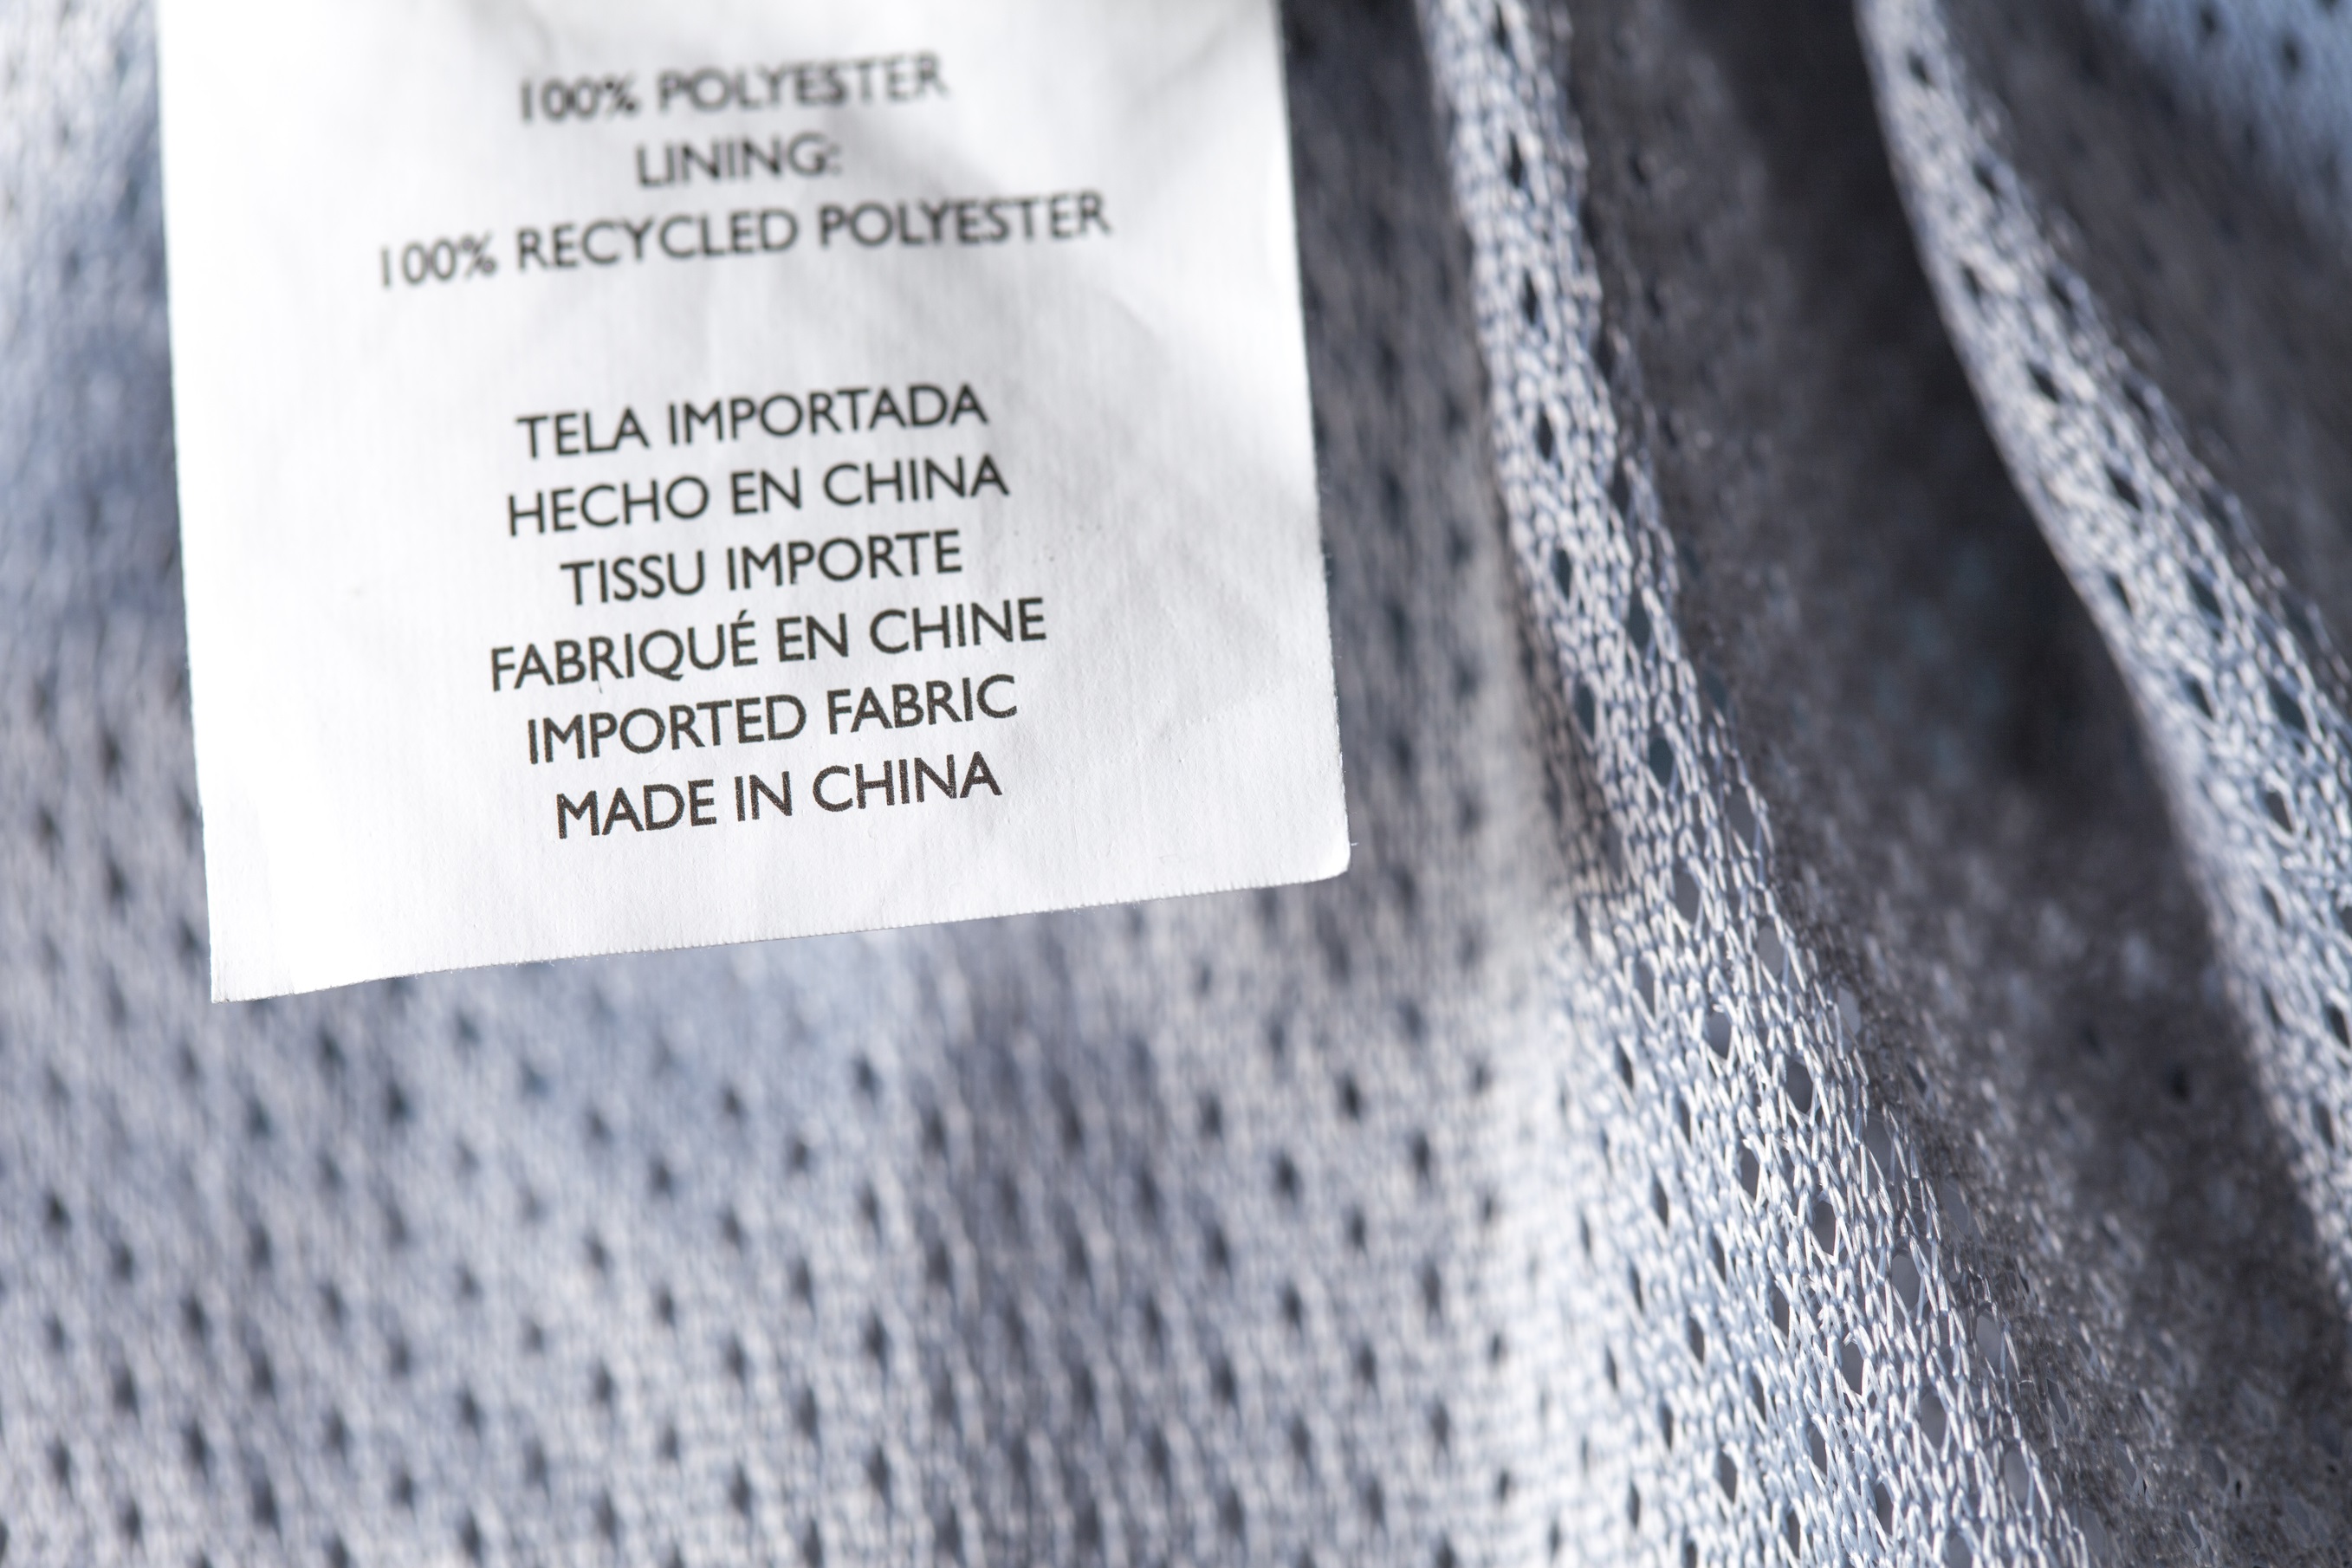 100% POLYESTER
LINING:
100% RECYCLED POLYESTER
TELA IMPORTADA
HECHO EN CHINA
TISSU IMPORTE
FABRIQUÉ EN CHINE
IMPORTED FABRIC
MADE IN CHINA